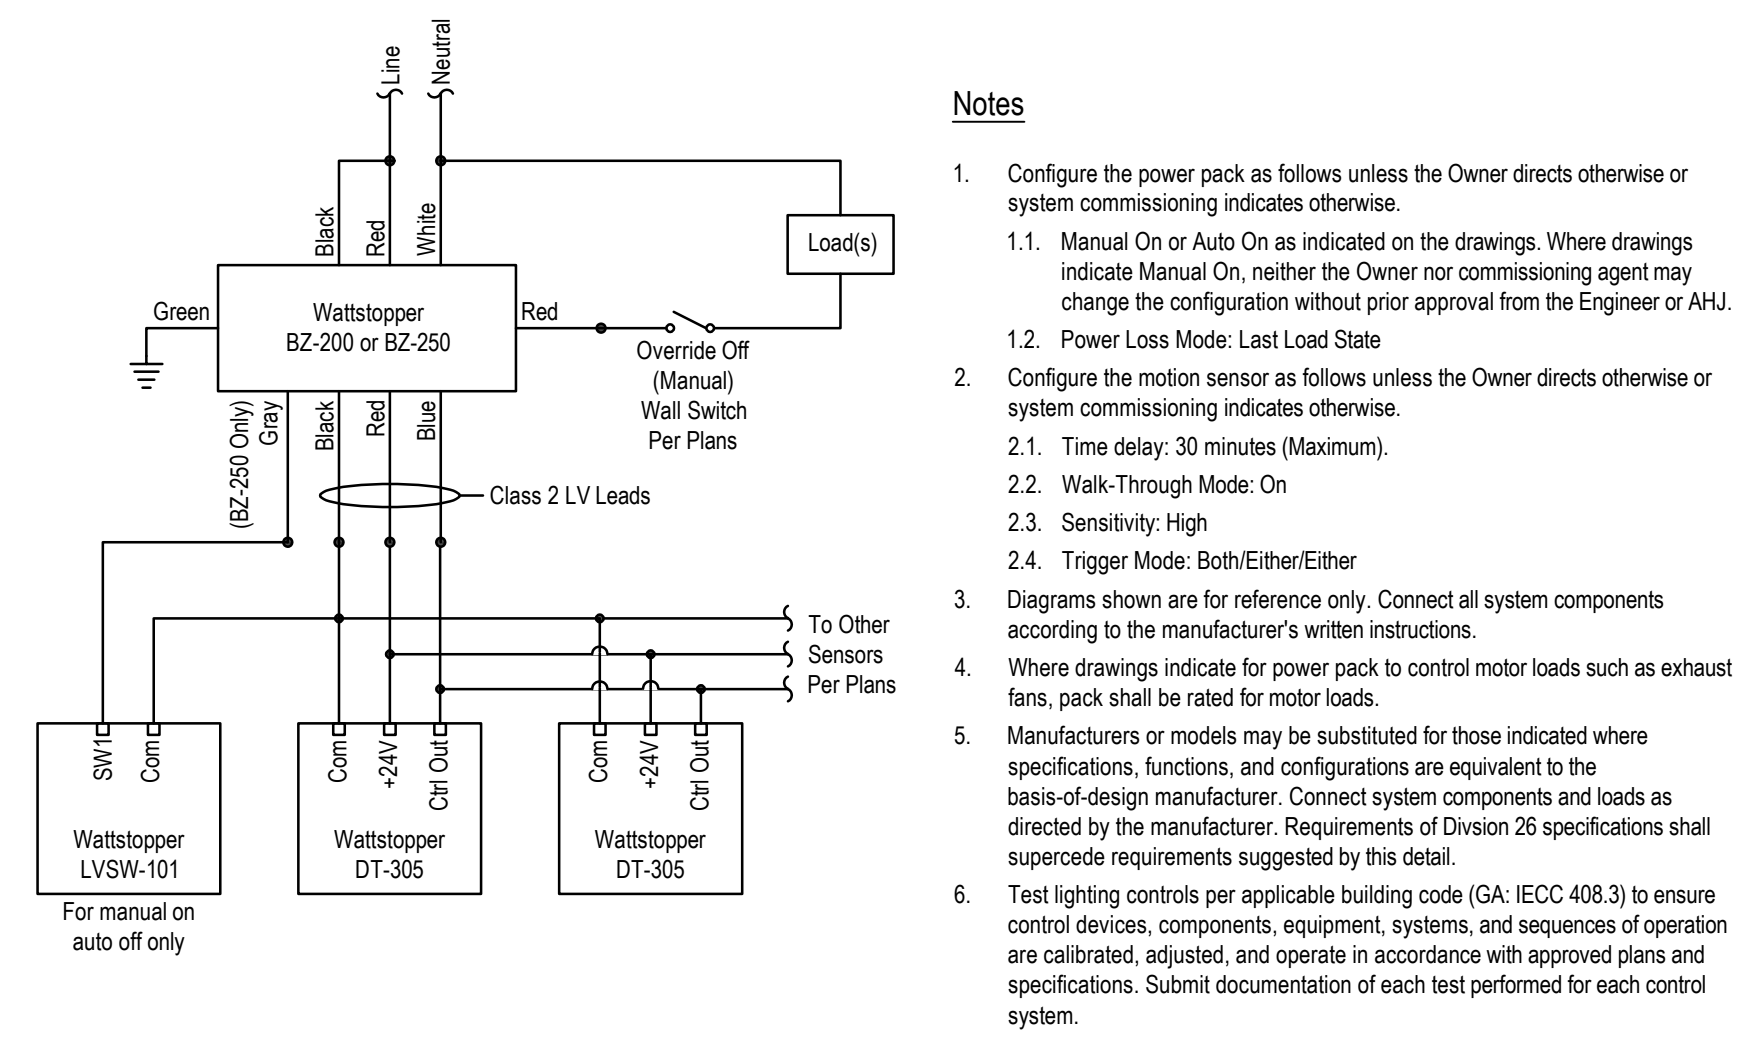 Line
Neutral
Black
Red
White
Load(s)
Green
Wattstopper
BZ-200 or BZ-250
Red
Override Off
(Manual)
Wall Switch
Per Plans
(BZ-250 Only)
Gray
Black
Red
Blue
Class 2 LV Leads
To Other
Sensors
Per Plans
SW1
Com
Wattstopper
LVSW-101
For manual on
auto off only
Com
+24V
Ctrl Out
Wattstopper
DT-305
Com
+24V
Ctrl Out
Wattstopper
DT-305
Notes
1. Configure the power pack as follows unless the Owner directs otherwise or
system commissioning indicates otherwise.
1.1. Manual On or Auto On as indicated on the drawings. Where drawings
indicate Manual On, neither the Owner nor commissioning agent may
change the configuration without prior approval from the Engineer or AHJ.
1.2. Power Loss Mode: Last Load State
2. Configure the motion sensor as follows unless the Owner directs otherwise or
system commissioning indicates otherwise.
2.1. Time delay: 30 minutes (Maximum).
2.2. Walk-Through Mode: On
2.3. Sensitivity: High
2.4. Trigger Mode: Both/Either/Either
3. Diagrams shown are for reference only. Connect all system components
according to the manufacturer's written instructions.
4. Where drawings indicate for power pack to control motor loads such as exhaust
fans, pack shall be rated for motor loads.
5. Manufacturers or models may be substituted for those indicated where
specifications, functions, and configurations are equivalent to the
basis-of-design manufacturer. Connect system components and loads as
directed by the manufacturer. Requirements of Divsion 26 specifications shall
supercede requirements suggested by this detail.
6. Test lighting controls per applicable building code (GA: IECC 408.3) to ensure
control devices, components, equipment, systems, and sequences of operation
are calibrated, adjusted, and operate in accordance with approved plans and
specifications. Submit documentation of each test performed for each control
system.